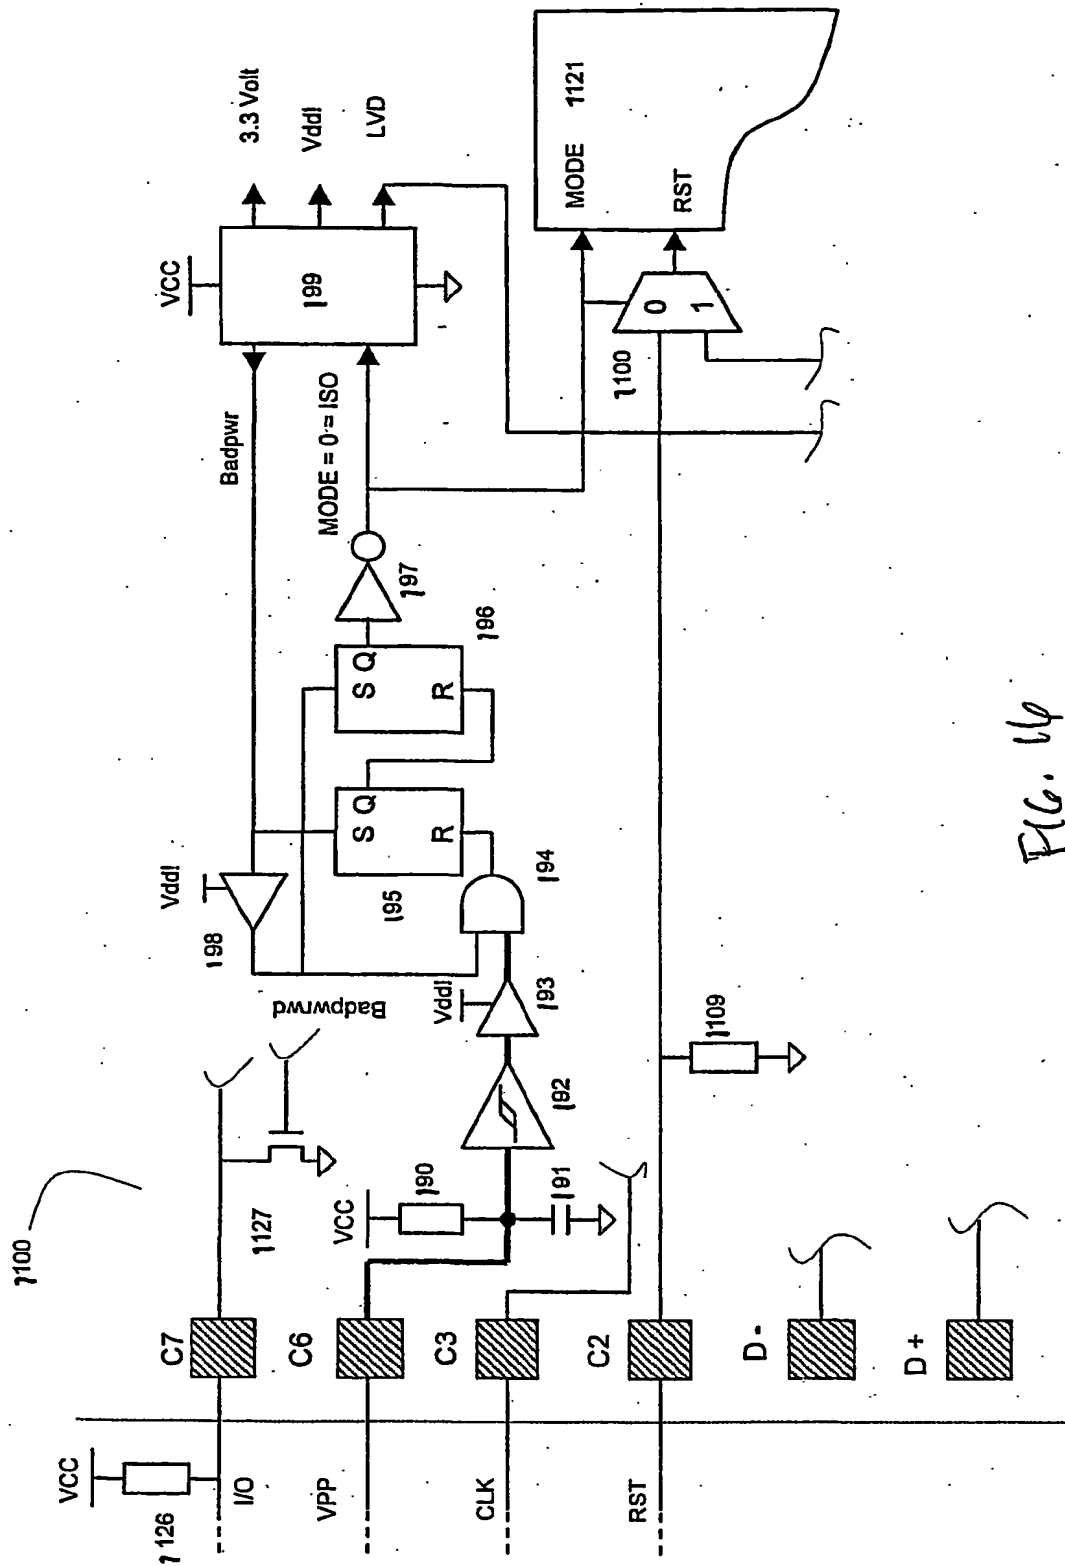 1100
VCC
1126
I/O
C7
1127
VPP
C6
VCC
190
CLK
C3
191
192
RST
C2
1109
D -
D +
Badpwrwd
Vdd!
193
194
195
S Q
R
198
Vdd!
196
S Q
R
197
Badpwr
MODE = 0 = ISO
VCC
199
3.3 Volt
Vdd!
LVD
1100
0
1
MODE 1121
RST
FIG. 16